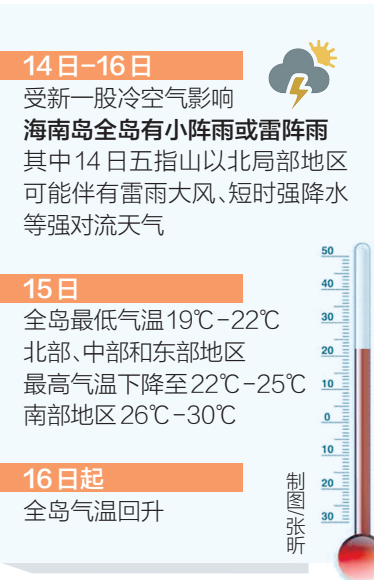 14日-16日
受新一股冷空气影响
海南岛全岛有小阵雨或雷阵雨
其中14日五指山以北局部地区
可能伴有雷雨大风、短时强降水
等强对流天气
15日
全岛最低气温19℃-22℃
北部、中部和东部地区
最高气温下降至22℃-25℃
南部地区26℃-30℃
16日起
全岛气温回升
制图/张昕
50
40
30
20
10
0
10
20
30